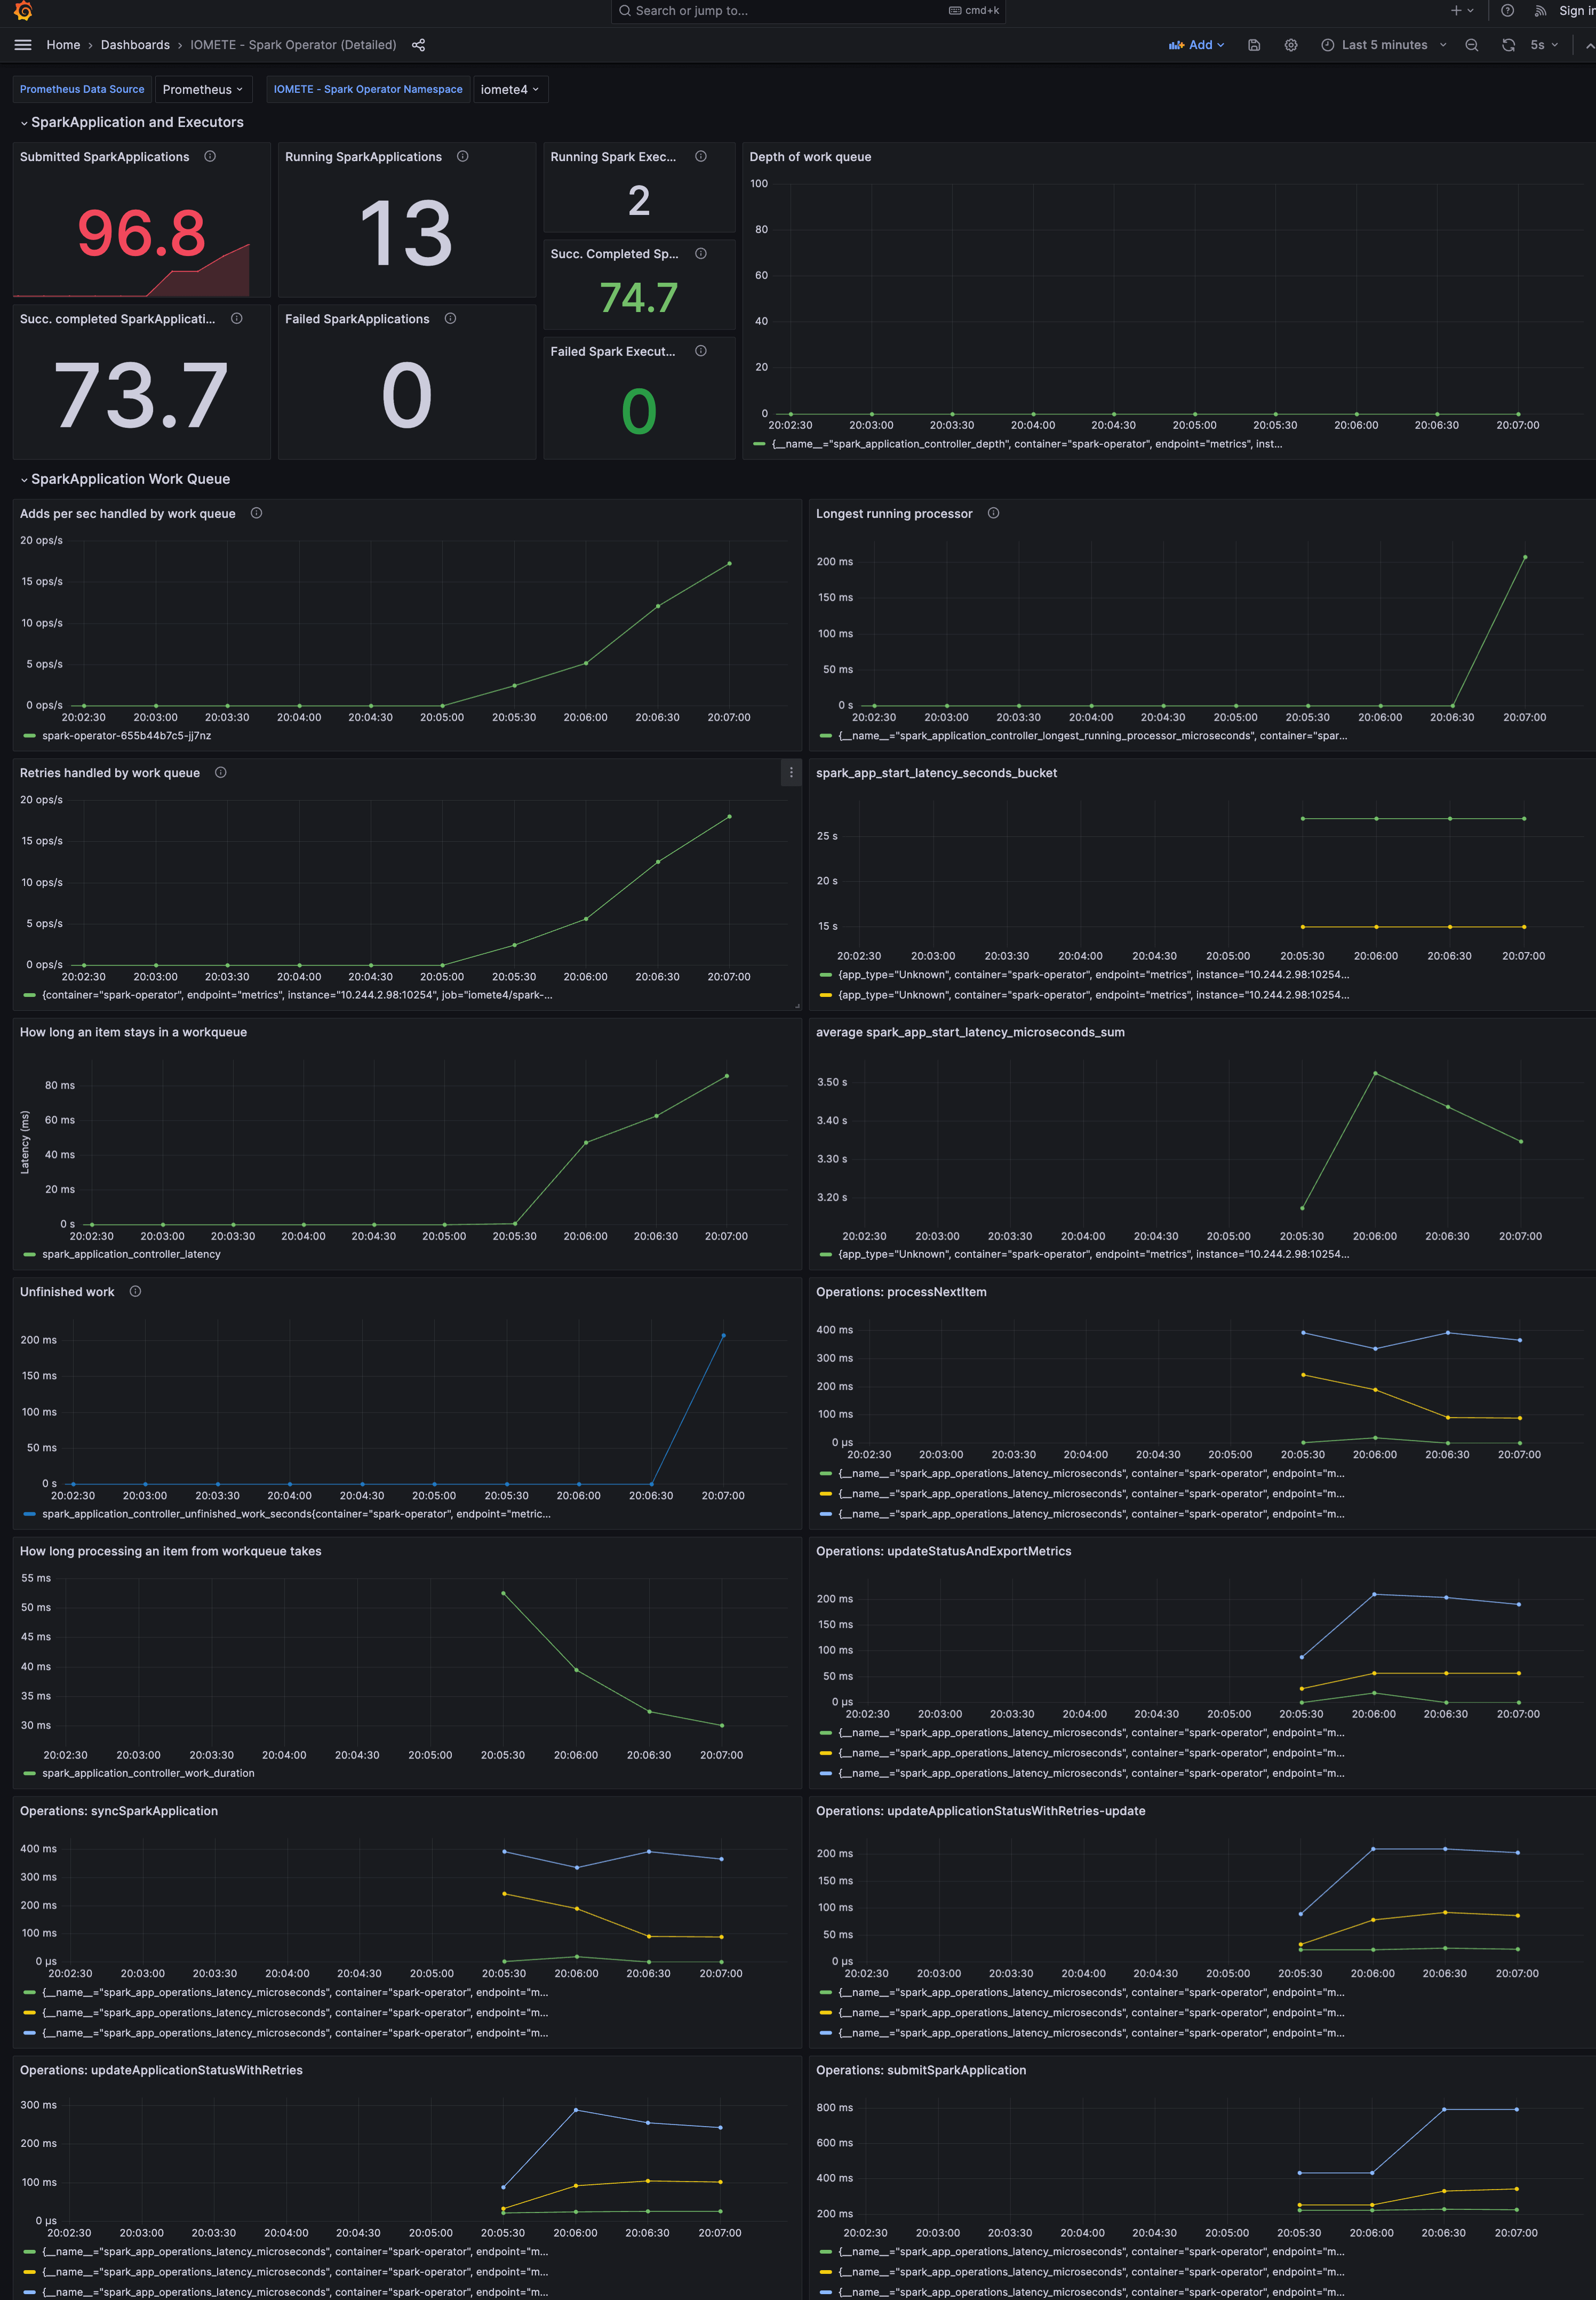 Search or jump to...
cmd+k
Sign in
Home
Dashboards
IOMETE - Spark Operator (Detailed)
Add
Last 5 minutes
5s
Prometheus Data Source
Prometheus
IOMETE - Spark Operator Namespace
iomete4
SparkApplication and Executors
Submitted SparkApplications
96.8
Running SparkApplications
13
Running Spark Exec...
2
Succ. Completed Sp...
74.7
Succ. completed SparkApplicati...
73.7
Failed SparkApplications
0
Failed Spark Execut...
0
Depth of work queue
100
80
60
40
20
0
20:02:30 20:03:00 20:03:30 20:04:00 20:04:30 20:05:00 20:05:30 20:06:00 20:06:30 20:07:00
{__name__="spark_application_controller_depth", container="spark-operator", endpoint="metrics", inst...
SparkApplication Work Queue
Adds per sec handled by work queue
20 ops/s
15 ops/s
10 ops/s
5 ops/s
0 ops/s
20:02:30 20:03:00 20:03:30 20:04:00 20:04:30 20:05:00 20:05:30 20:06:00 20:06:30 20:07:00
spark-operator-655b44b7c5-jj7nz
Longest running processor
200 ms
150 ms
100 ms
50 ms
0 s
20:02:30 20:03:00 20:03:30 20:04:00 20:04:30 20:05:00 20:05:30 20:06:00 20:06:30 20:07:00
{__name__="spark_application_controller_longest_running_processor_microseconds", container="spar...
Retries handled by work queue
20 ops/s
15 ops/s
10 ops/s
5 ops/s
0 ops/s
20:02:30 20:03:00 20:03:30 20:04:00 20:04:30 20:05:00 20:05:30 20:06:00 20:06:30 20:07:00
{container="spark-operator", endpoint="metrics", instance="10.244.2.98:10254", job="iomete4/spark-...
spark_app_start_latency_seconds_bucket
25 s
20 s
15 s
20:02:30 20:03:00 20:03:30 20:04:00 20:04:30 20:05:00 20:05:30 20:06:00 20:06:30 20:07:00
{app_type="Unknown", container="spark-operator", endpoint="metrics", instance="10.244.2.98:10254...
{app_type="Unknown", container="spark-operator", endpoint="metrics", instance="10.244.2.98:10254...
How long an item stays in a workqueue
Latency (ms)
80 ms
60 ms
40 ms
20 ms
0 s
20:02:30 20:03:00 20:03:30 20:04:00 20:04:30 20:05:00 20:05:30 20:06:00 20:06:30 20:07:00
spark_application_controller_latency
average spark_app_start_latency_microseconds_sum
3.50 s
3.40 s
3.30 s
3.20 s
20:02:30 20:03:00 20:03:30 20:04:00 20:04:30 20:05:00 20:05:30 20:06:00 20:06:30 20:07:00
{app_type="Unknown", container="spark-operator", endpoint="metrics", instance="10.244.2.98:10254...
Unfinished work
200 ms
150 ms
100 ms
50 ms
0 s
20:02:30 20:03:00 20:03:30 20:04:00 20:04:30 20:05:00 20:05:30 20:06:00 20:06:30 20:07:00
spark_application_controller_unfinished_work_seconds{container="spark-operator", endpoint="metric...
Operations: processNextItem
400 ms
300 ms
200 ms
100 ms
0 µs
20:02:30 20:03:00 20:03:30 20:04:00 20:04:30 20:05:00 20:05:30 20:06:00 20:06:30 20:07:00
{__name__="spark_app_operations_latency_microseconds", container="spark-operator", endpoint="m...
{__name__="spark_app_operations_latency_microseconds", container="spark-operator", endpoint="m...
{__name__="spark_app_operations_latency_microseconds", container="spark-operator", endpoint="m...
How long processing an item from workqueue takes
55 ms
50 ms
45 ms
40 ms
35 ms
30 ms
20:02:30 20:03:00 20:03:30 20:04:00 20:04:30 20:05:00 20:05:30 20:06:00 20:06:30 20:07:00
spark_application_controller_work_duration
Operations: updateStatusAndExportMetrics
200 ms
150 ms
100 ms
50 ms
0 µs
20:02:30 20:03:00 20:03:30 20:04:00 20:04:30 20:05:00 20:05:30 20:06:00 20:06:30 20:07:00
{__name__="spark_app_operations_latency_microseconds", container="spark-operator", endpoint="m...
{__name__="spark_app_operations_latency_microseconds", container="spark-operator", endpoint="m...
{__name__="spark_app_operations_latency_microseconds", container="spark-operator", endpoint="m...
Operations: syncSparkApplication
400 ms
300 ms
200 ms
100 ms
0 µs
20:02:30 20:03:00 20:03:30 20:04:00 20:04:30 20:05:00 20:05:30 20:06:00 20:06:30 20:07:00
{__name__="spark_app_operations_latency_microseconds", container="spark-operator", endpoint="m...
{__name__="spark_app_operations_latency_microseconds", container="spark-operator", endpoint="m...
{__name__="spark_app_operations_latency_microseconds", container="spark-operator", endpoint="m...
Operations: updateApplicationStatusWithRetries-update
200 ms
150 ms
100 ms
50 ms
0 µs
20:02:30 20:03:00 20:03:30 20:04:00 20:04:30 20:05:00 20:05:30 20:06:00 20:06:30 20:07:00
{__name__="spark_app_operations_latency_microseconds", container="spark-operator", endpoint="m...
{__name__="spark_app_operations_latency_microseconds", container="spark-operator", endpoint="m...
{__name__="spark_app_operations_latency_microseconds", container="spark-operator", endpoint="m...
Operations: updateApplicationStatusWithRetries
300 ms
200 ms
100 ms
0 µs
20:02:30 20:03:00 20:03:30 20:04:00 20:04:30 20:05:00 20:05:30 20:06:00 20:06:30 20:07:00
{__name__="spark_app_operations_latency_microseconds", container="spark-operator", endpoint="m...
{__name__="spark_app_operations_latency_microseconds", container="spark-operator", endpoint="m...
{__name__="spark_app_operations_latency_microseconds", container="spark-operator", endpoint="m...
Operations: submitSparkApplication
800 ms
600 ms
400 ms
200 ms
20:02:30 20:03:00 20:03:30 20:04:00 20:04:30 20:05:00 20:05:30 20:06:00 20:06:30 20:07:00
{__name__="spark_app_operations_latency_microseconds", container="spark-operator", endpoint="m...
{__name__="spark_app_operations_latency_microseconds", container="spark-operator", endpoint="m...
{__name__="spark_app_operations_latency_microseconds", container="spark-operator", endpoint="m...